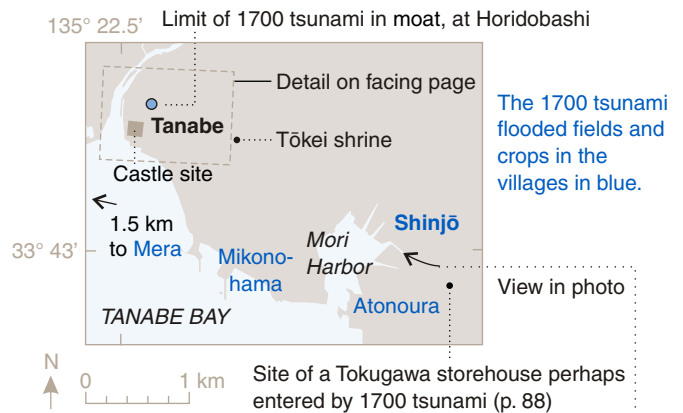 Limit of 1700 tsunami in moat, at Horidobashi
135° 22.5’
Detail on facing page
Tanabe
Tōkei shrine
Castle site
The 1700 tsunami
flooded fields and
crops in the
villages in blue.
1.5 km
to Mera
33° 43’
Mikono-
hama
Mori
Harbor
Shinjō
Atonoura
View in photo
TANABE BAY
N
0 1 km
Site of a Tokugawa storehouse perhaps
entered by 1700 tsunami (p. 88)